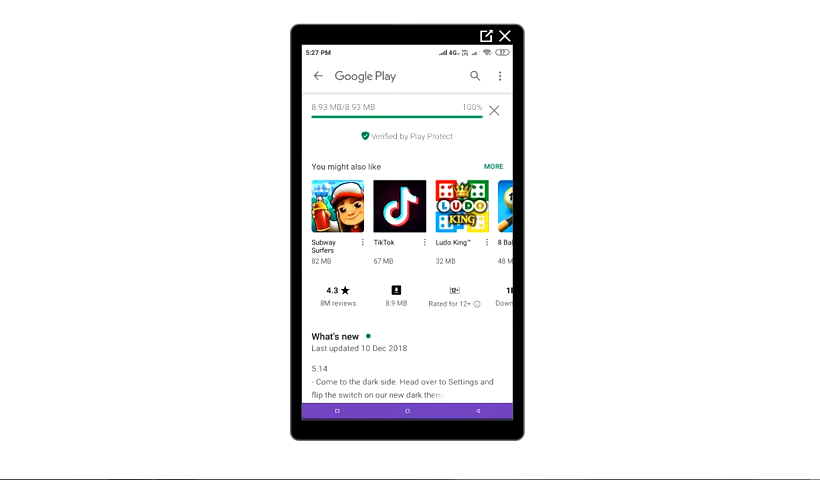 5:27 PM 4G 37
Google Play
8.93 MB/8.93 MB 100%
Verified by Play Protect
You might also like MORE
Subway Surfers
TikTok
Ludo King™
8 Bal
82 MB 67 MB 32 MB 48 M
4.3 ★ 12+
8M reviews 8.9 MB Rated for 12+ Down
What's new
Last updated 10 Dec 2018
5.14
- Come to the dark side. Head over to Settings and
flip the switch on our new dark them